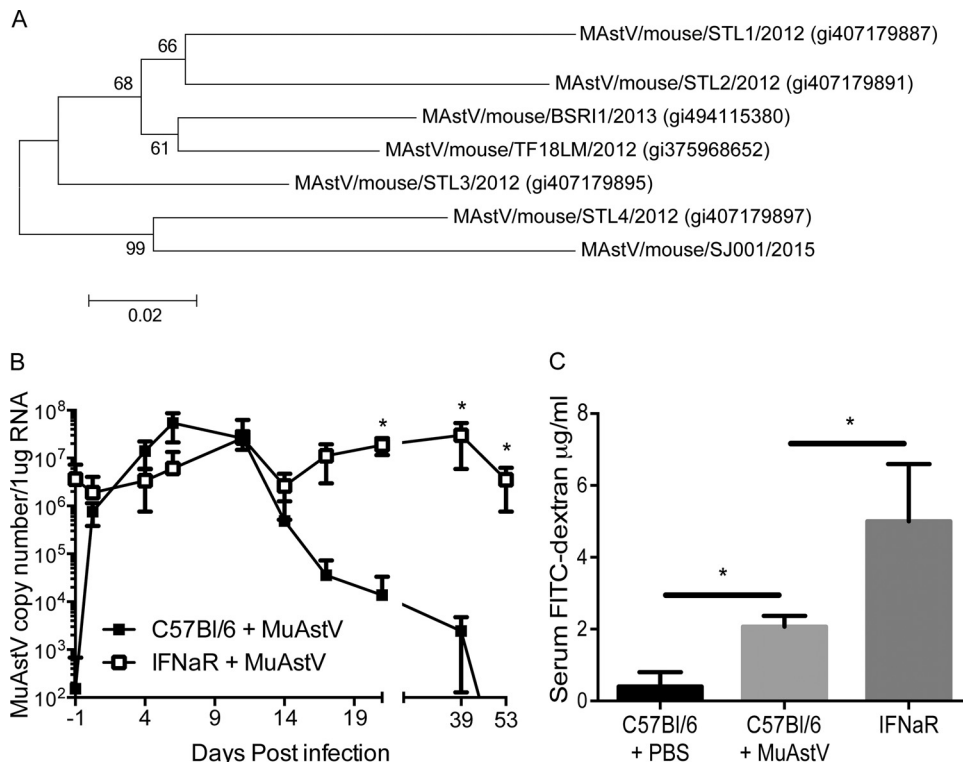 A
66
MAstV/mouse/STL1/2012 (gi407179887)
68
MAstV/mouse/STL2/2012 (gi407179891)
MAstV/mouse/BSRI1/2013 (gi494115380)
61
MAstV/mouse/TF18LM/2012 (gi375968652)
MAstV/mouse/STL3/2012 (gi407179895)
MAstV/mouse/STL4/2012 (gi407179897)
99
MAstV/mouse/SJ001/2015
0.02
B
MuAstV copy number/1ug RNA
10^8
10^7
10^6
10^5
10^4
10^3
10^2
* * *
C57Bl/6 + MuAstV
IFNaR + MuAstV
-1 4 9 14 19 39 53
Days Post infection
C
Serum FITC-dextran µg/ml
8
6
4
2
0
*
*
C57Bl/6 + PBS
C57Bl/6 + MuAstV
IFNaR